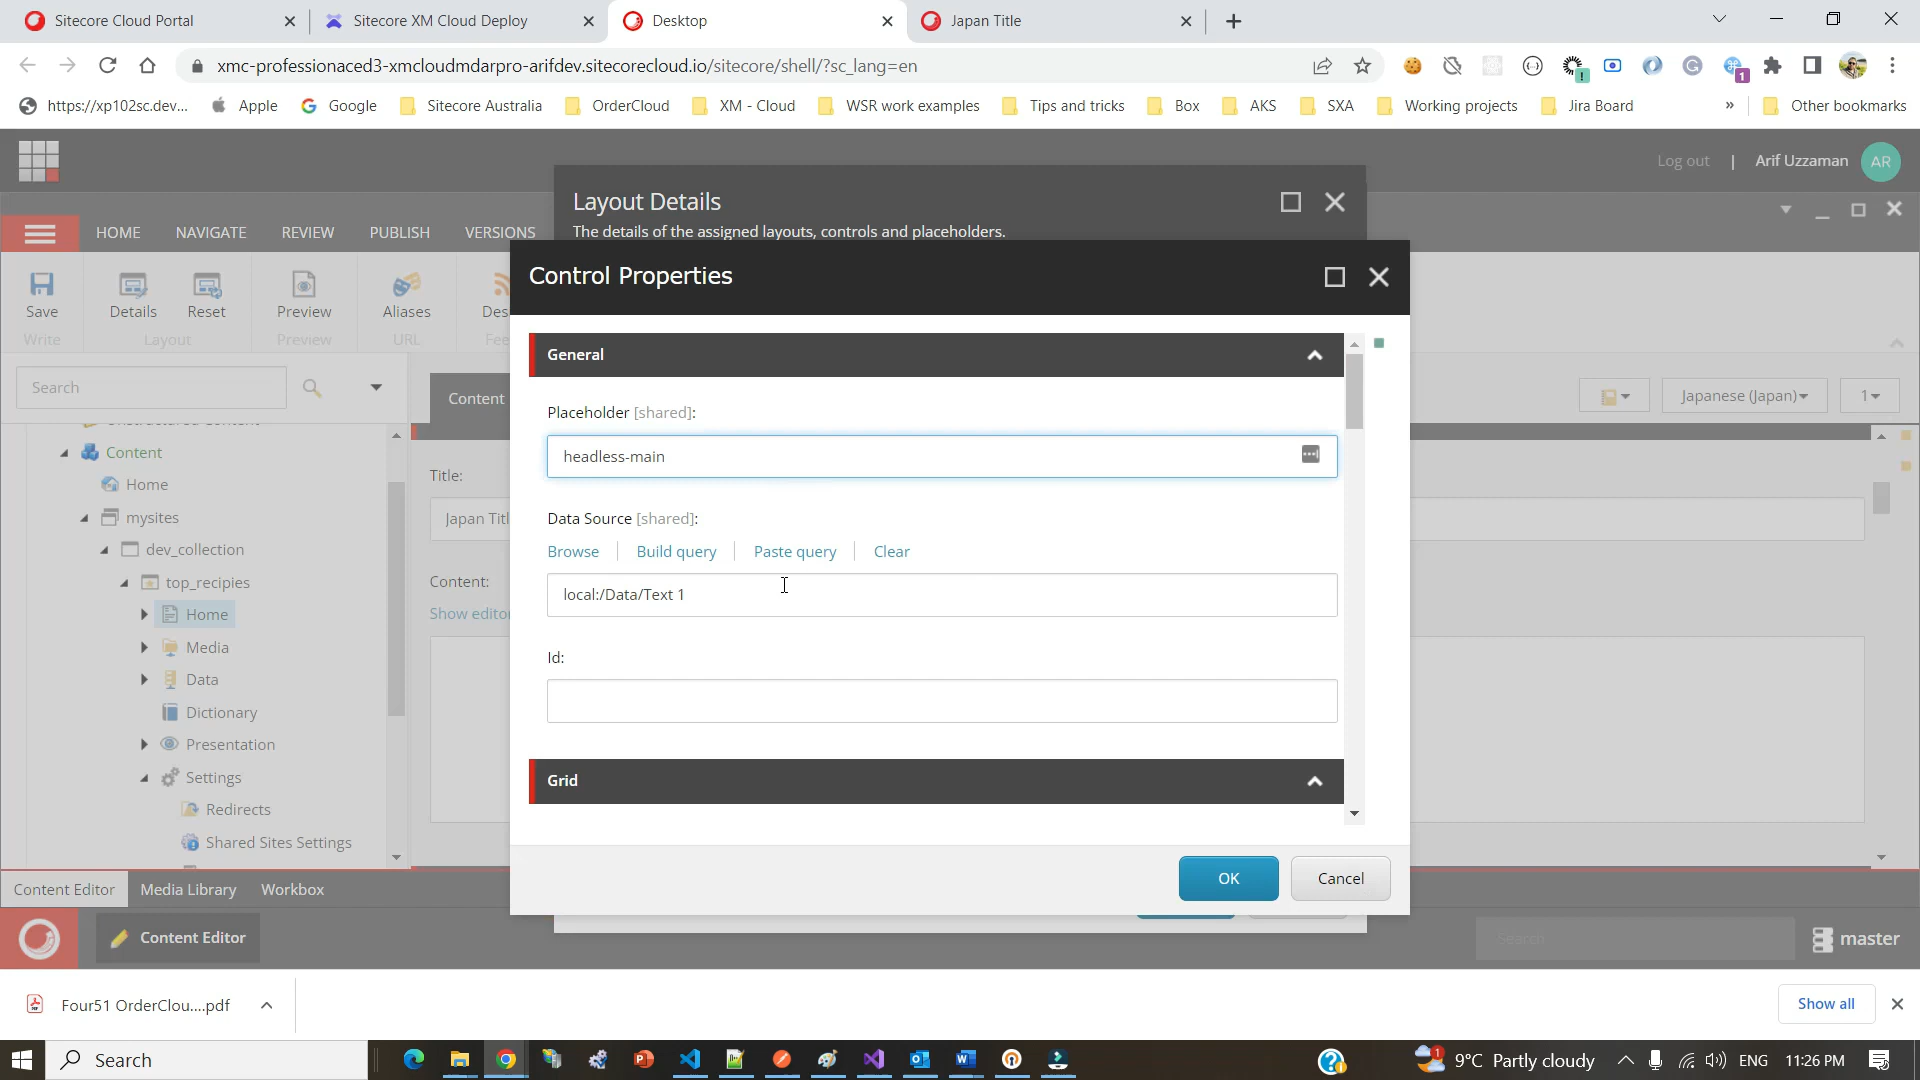 Sitecore Cloud Portal
Sitecore XM Cloud Deploy
Desktop
Japan Title
xmc-professionaced3-xmcloudmdarpro-arifdev.sitecorecloud.io/sitecore/shell/?sc_lang=en
1
https://xp102sc.dev... Apple Google Sitecore Australia OrderCloud XM - Cloud WSR work examples Tips and tricks Box AKS SXA Working projects Jira Board » Other bookmarks
Log out | Arif Uzzaman AR
Layout Details
The details of the assigned layouts, controls and placeholders.
HOME NAVIGATE REVIEW PUBLISH VERSIONS
Save Details Reset Preview Aliases Des
Write Layout Preview URL Fee
Control Properties
General
Placeholder [shared]:
headless-main
Data Source [shared]:
Browse Build query Paste query Clear
local:/Data/Text 1
Id:
Grid
OK Cancel
Search
Content
Japanese (Japan) 1
Content
Home
mysites
dev_collection
top_recipies
Home
Media
Data
Dictionary
Presentation
Settings
Redirects
Shared Sites Settings
Title:
Japan Titl
Content:
Show editor
Content Editor Media Library Workbox
Content Editor
Search
master
Four51 OrderClou....pdf
Show all
Search
9°C Partly cloudy
ENG 11:26 PM